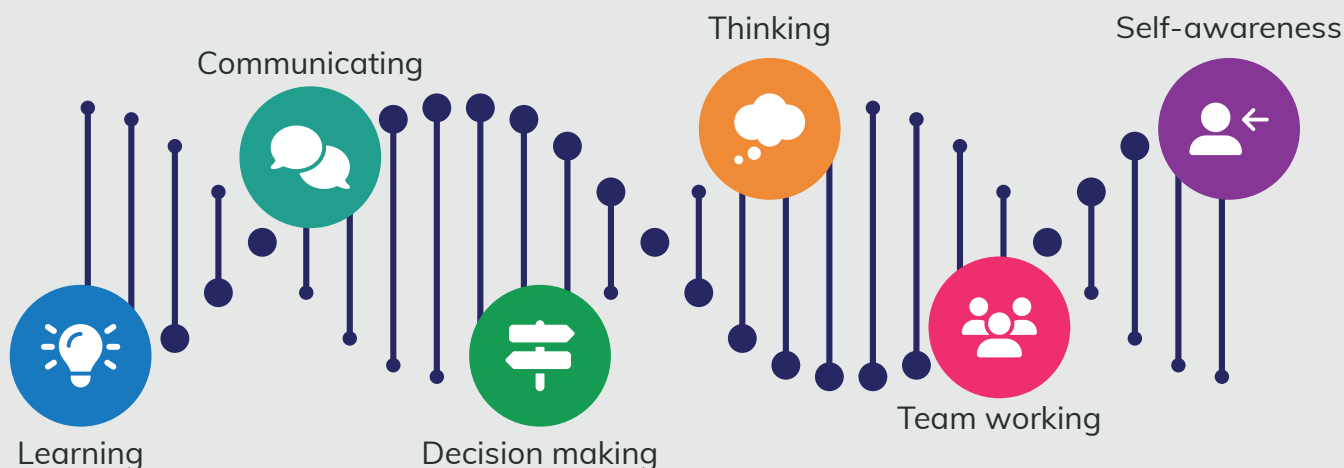 Thinking
Self-awareness
Communicating
Team working
Learning
Decision making